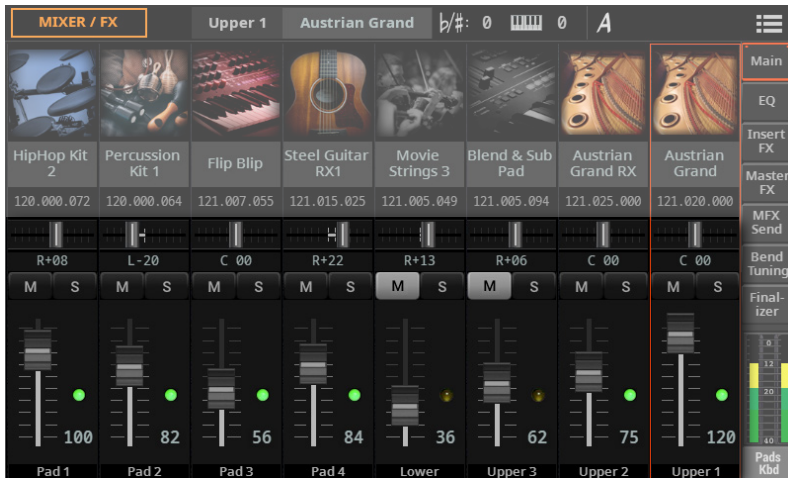 MIXER / FX
Upper 1
Austrian Grand
♭/♯: 0
0
A
HipHop Kit
2
Percussion
Kit 1
Flip Blip
Steel Guitar
RX1
Movie
Strings 3
Blend & Sub
Pad
Austrian
Grand RX
Austrian
Grand
120.000.072
120.000.064
121.007.055
121.015.025
121.005.049
121.005.094
121.025.000
121.020.000
R+08
L-20
C 00
R+22
R+13
R+06
C 00
C 00
M S
M S
M S
M S
M S
M S
M S
M S
100
82
56
84
36
62
75
120
Pad 1
Pad 2
Pad 3
Pad 4
Lower
Upper 3
Upper 2
Upper 1
Main
EQ
Insert
FX
Master
FX
MFX
Send
Bend
Tuning
Final-
izer
0
12
20
40
Pads
Kbd